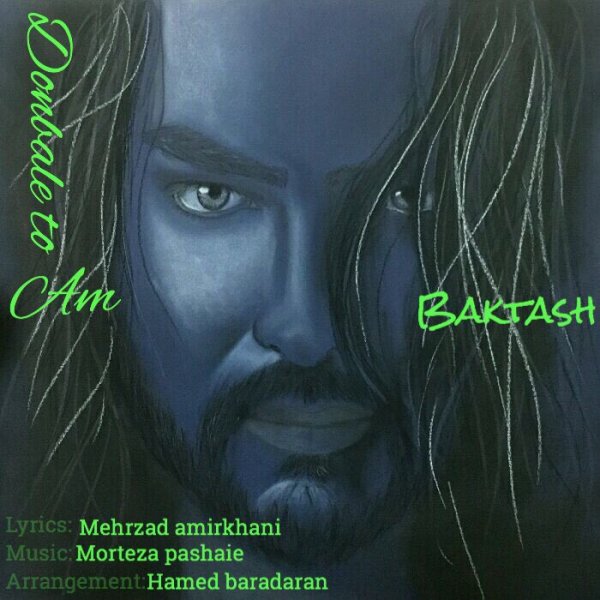 Donbale to
Am
Baktash
Lyrics: Mehrzad amirkhani
Music: Morteza pashaie
Arrangement: Hamed baradaran